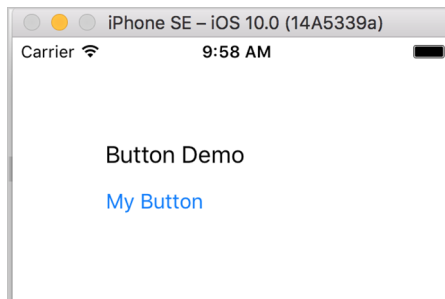 iPhone SE – iOS 10.0 (14A5339a)
Carrier 9:58 AM
Button Demo
My Button